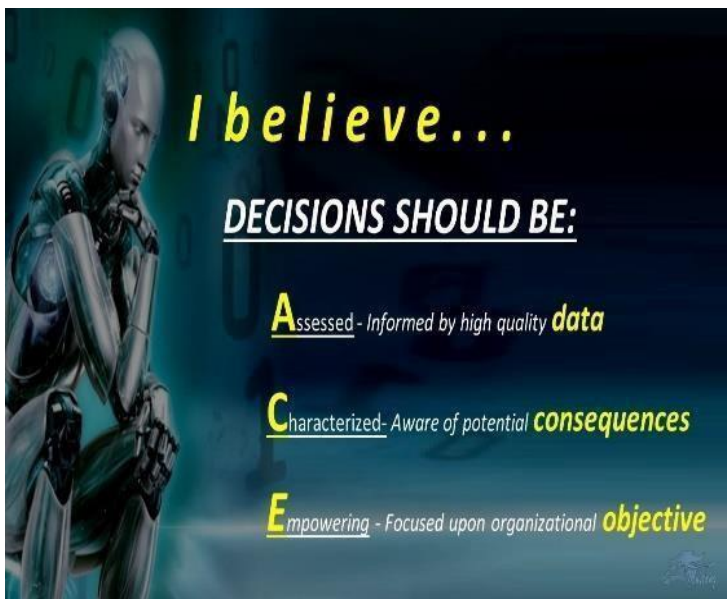 I believe...
DECISIONS SHOULD BE:
Assessed - Informed by high quality data
Characterized- Aware of potential consequences
Empowering - Focused upon organizational objective